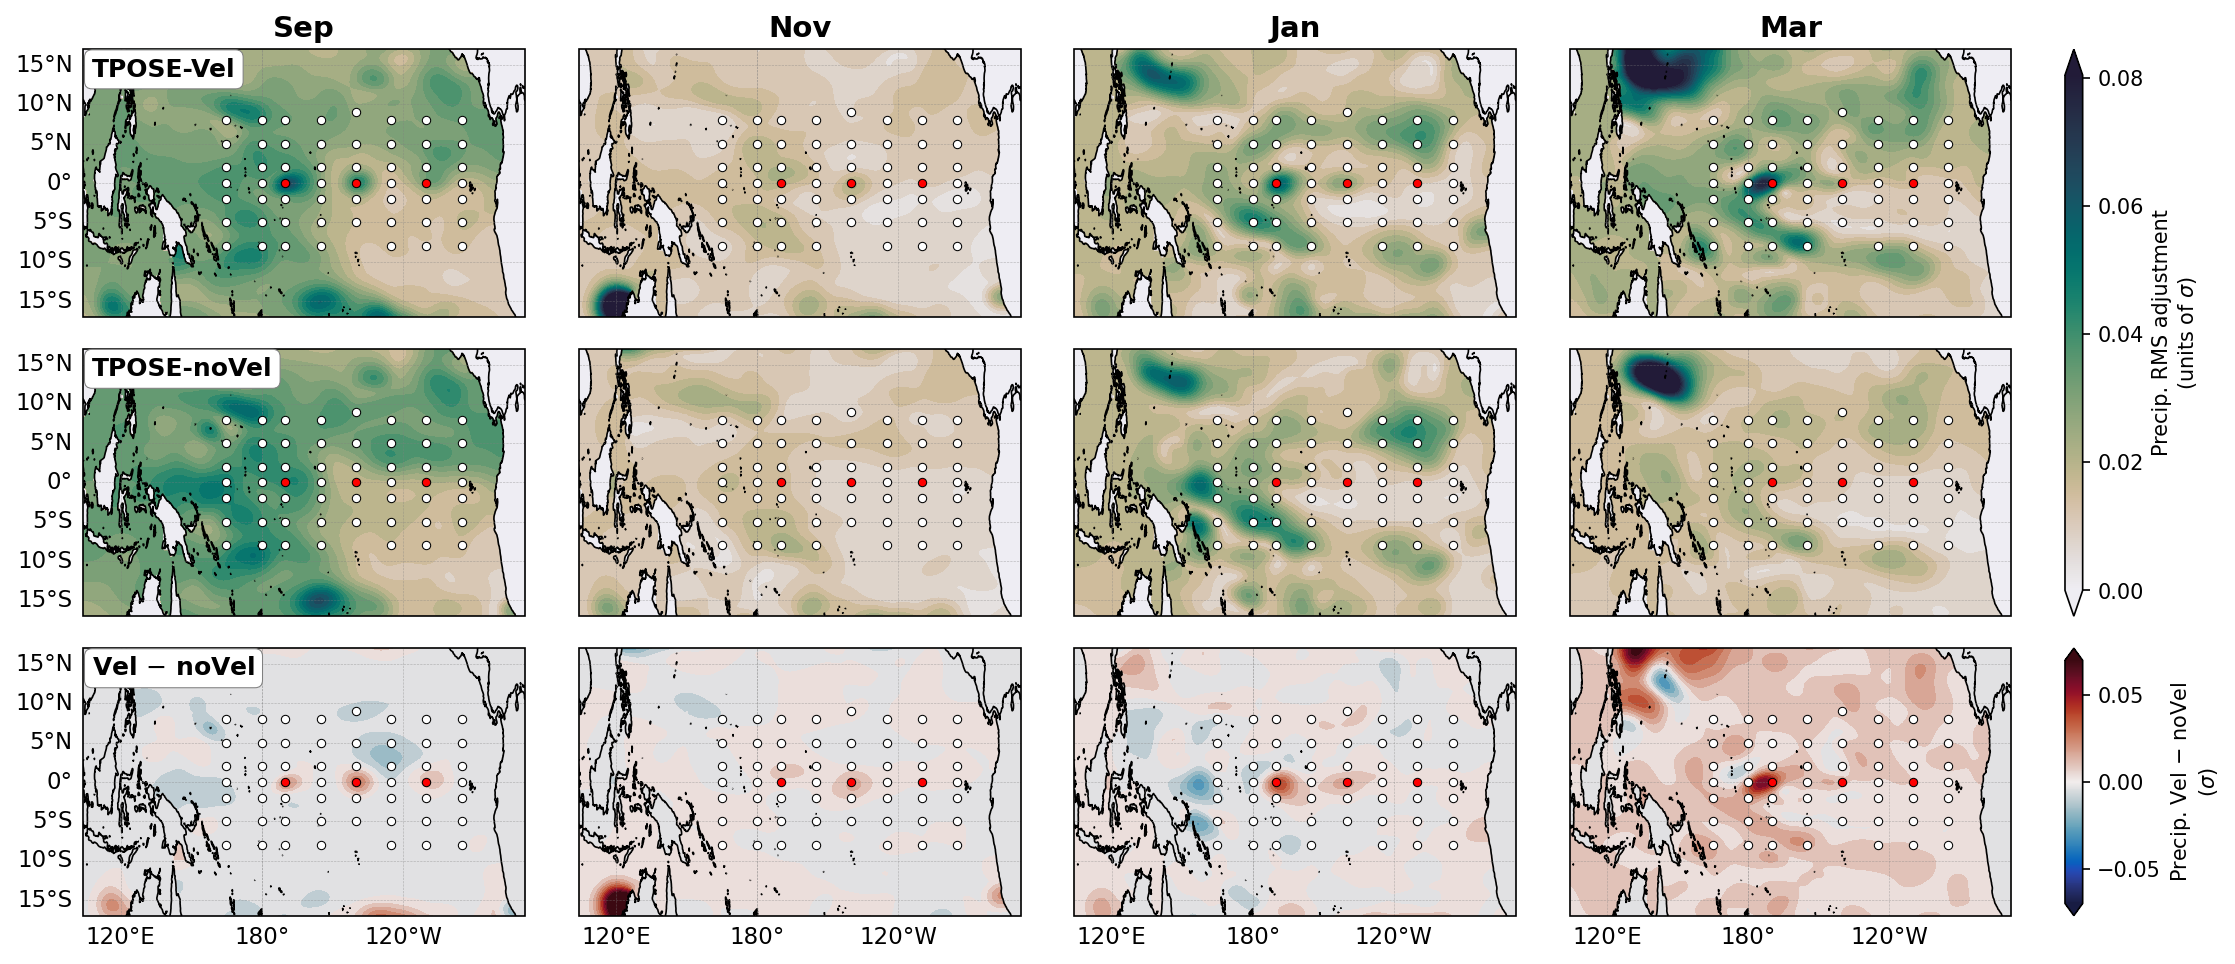 Sep Nov Jan Mar
TPOSE-Vel
15°N
10°N
5°N
0°
5°S
10°S
15°S
TPOSE-noVel
15°N
10°N
5°N
0°
5°S
10°S
15°S
Vel − noVel
15°N
10°N
5°N
0°
5°S
10°S
15°S
120°E 180° 120°W 120°E 180° 120°W 120°E 180° 120°W 120°E 180° 120°W
0.08
0.06
0.04
0.02
0.00
Precip. RMS adjustment
(units of σ)
0.05
0.00
−0.05
Precip. Vel − noVel
(σ)